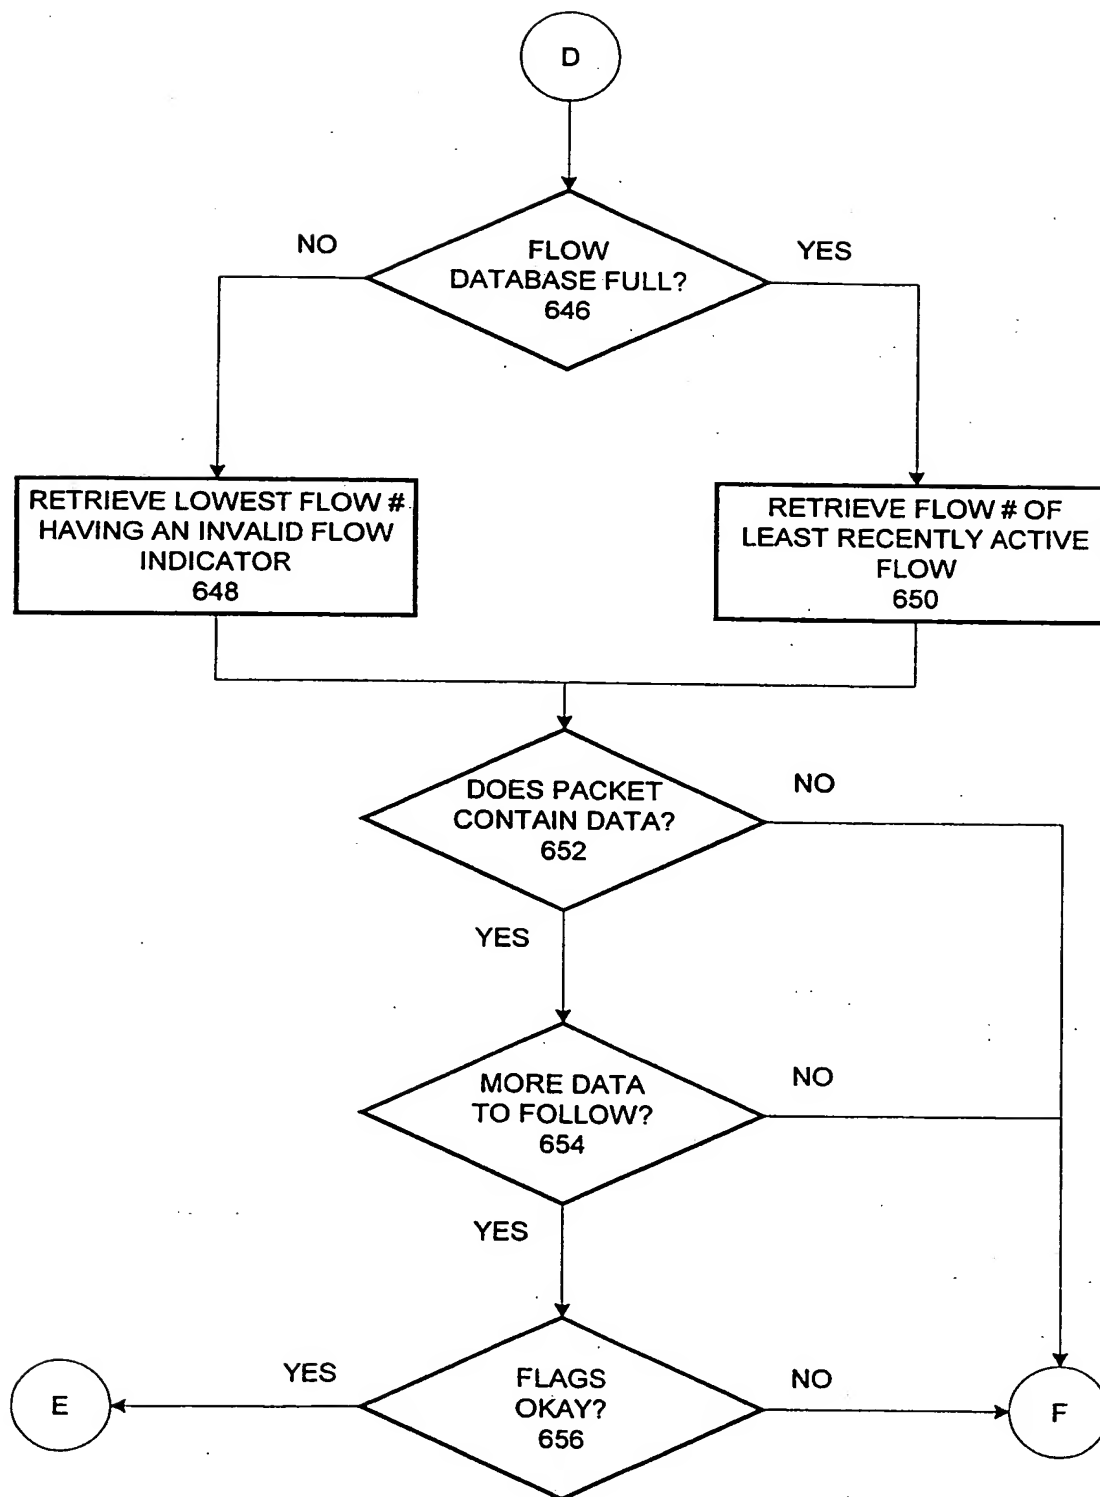 D
NO
FLOW
DATABASE FULL?
646
YES
RETRIEVE LOWEST FLOW #
HAVING AN INVALID FLOW
INDICATOR
648
RETRIEVE FLOW # OF
LEAST RECENTLY ACTIVE
FLOW
650
DOES PACKET
CONTAIN DATA?
652
NO
YES
MORE DATA
TO FOLLOW?
654
NO
YES
E
YES
FLAGS
OKAY?
656
NO
F